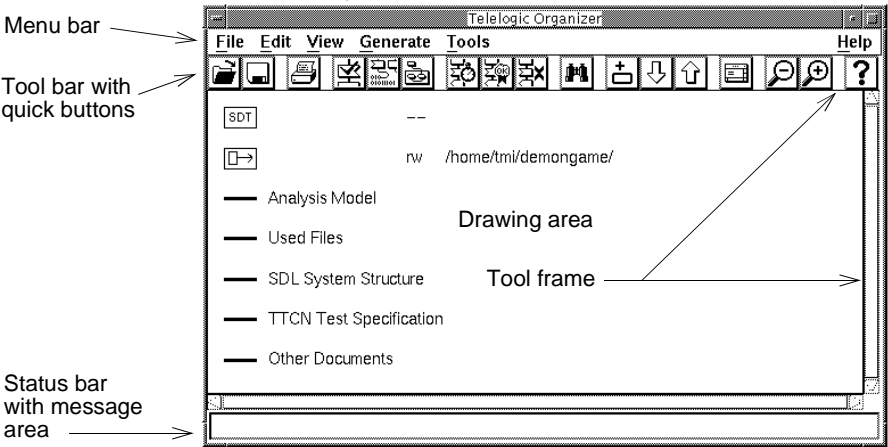 Telelogic Organizer
Menu bar
File Edit View Generate Tools Help
Tool bar with
quick buttons
SDT --
rw /home/tmi/demongame/
Analysis Model
Drawing area
Used Files
SDL System Structure
Tool frame
TTCN Test Specification
Other Documents
Status bar
with message
area